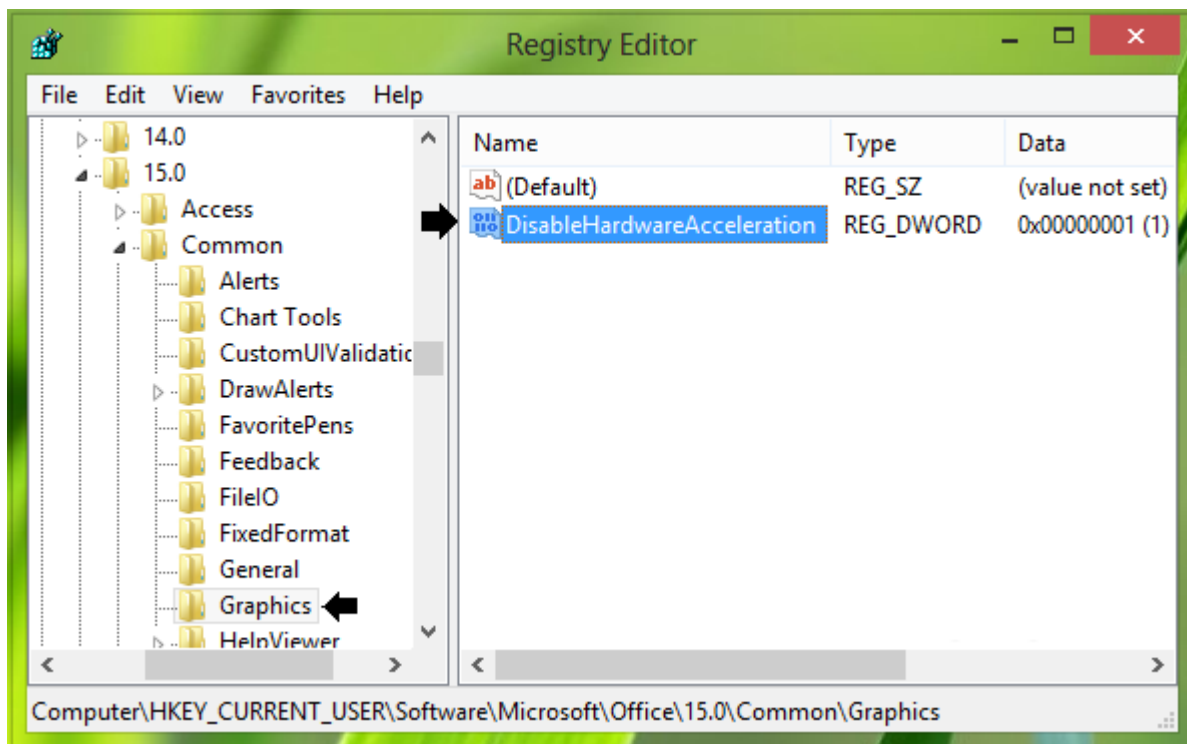 Registry Editor
File Edit View Favorites Help
14.0
15.0
Access
Common
Alerts
Chart Tools
CustomUIValidatic
DrawAlerts
FavoritePens
Feedback
FileIO
FixedFormat
General
Graphics
HelpViewer
Name Type Data
(Default) REG_SZ (value not set)
DisableHardwareAcceleration REG_DWORD 0x00000001 (1)
Computer\HKEY_CURRENT_USER\Software\Microsoft\Office\15.0\Common\Graphics